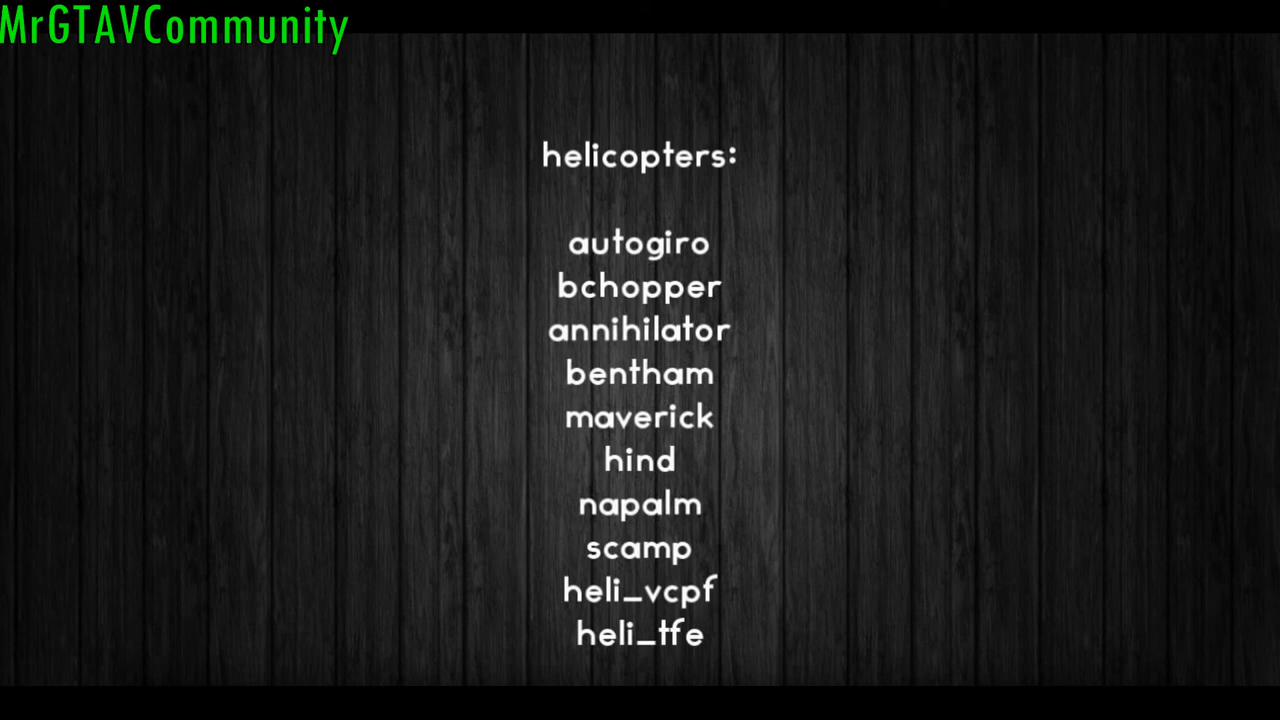 MrGTAVCommunity
helicopters:
autogiro
bchopper
annihilator
bentham
maverick
hind
napalm
scamp
heli_vcpf
heli_tfe